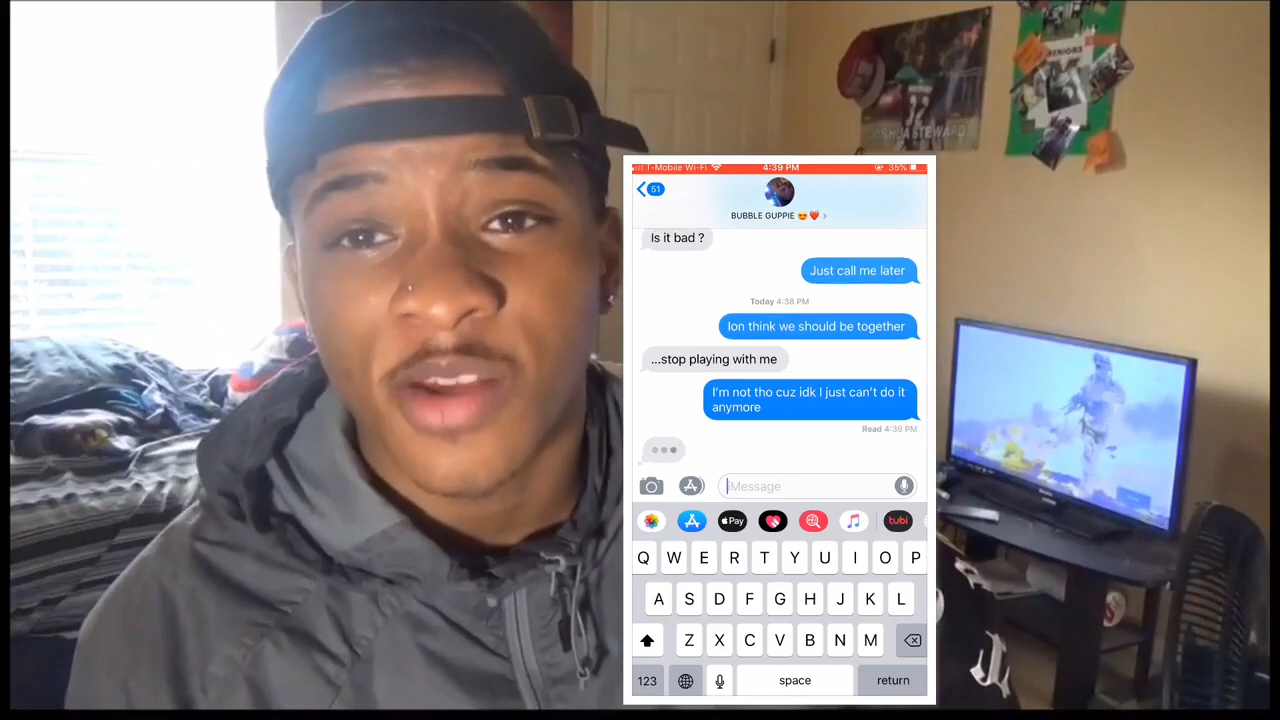 SENIORS
JOSHUA STEWARD
T-Mobile Wi-Fi 4:39 PM 35%
51
BUBBLE GUPPIE 😍❤️ >
Is it bad ?
Just call me later
Today 4:38 PM
Ion think we should be together
...stop playing with me
I'm not tho cuz idk I just can't do it
anymore
Read 4:39 PM
iMessage
Pay
tubi
Q W E R T Y U I O P
A S D F G H J K L
Z X C V B N M
123 space return